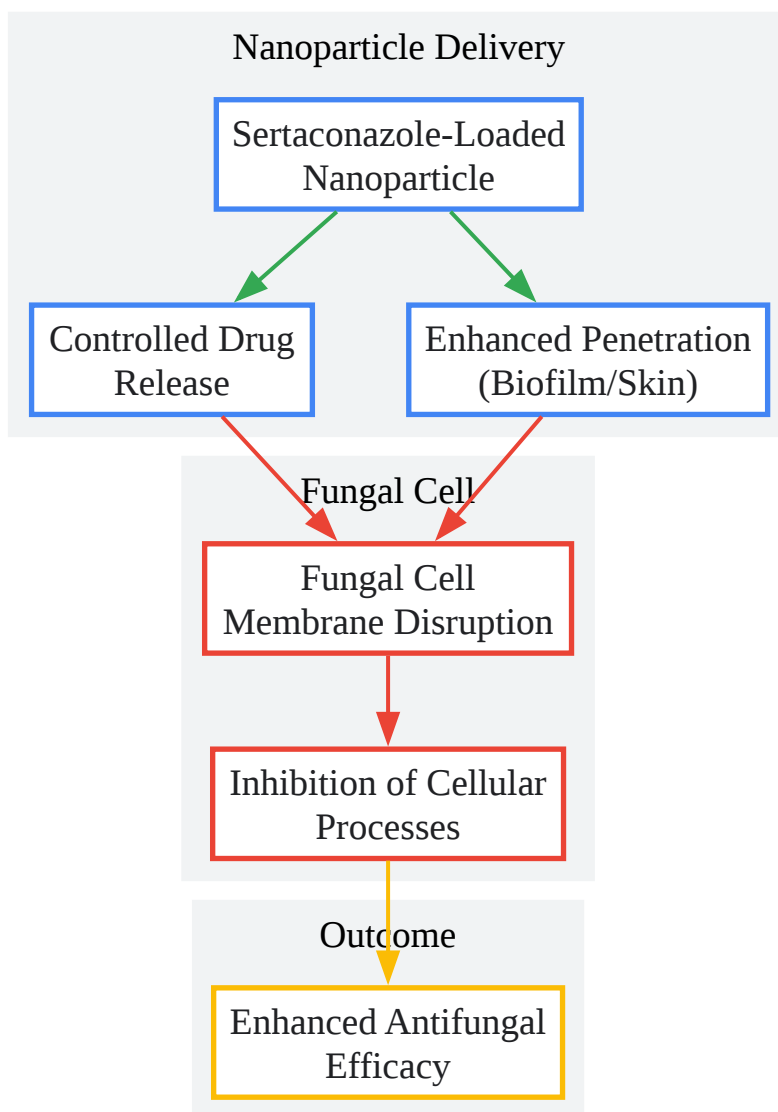 Nanoparticle Delivery
Sertaconazole-Loaded
Nanoparticle
Controlled Drug
Release
Enhanced Penetration
(Biofilm/Skin)
Fungal Cell
Fungal Cell
Membrane Disruption
Inhibition of Cellular
Processes
Outcome
Enhanced Antifungal
Efficacy